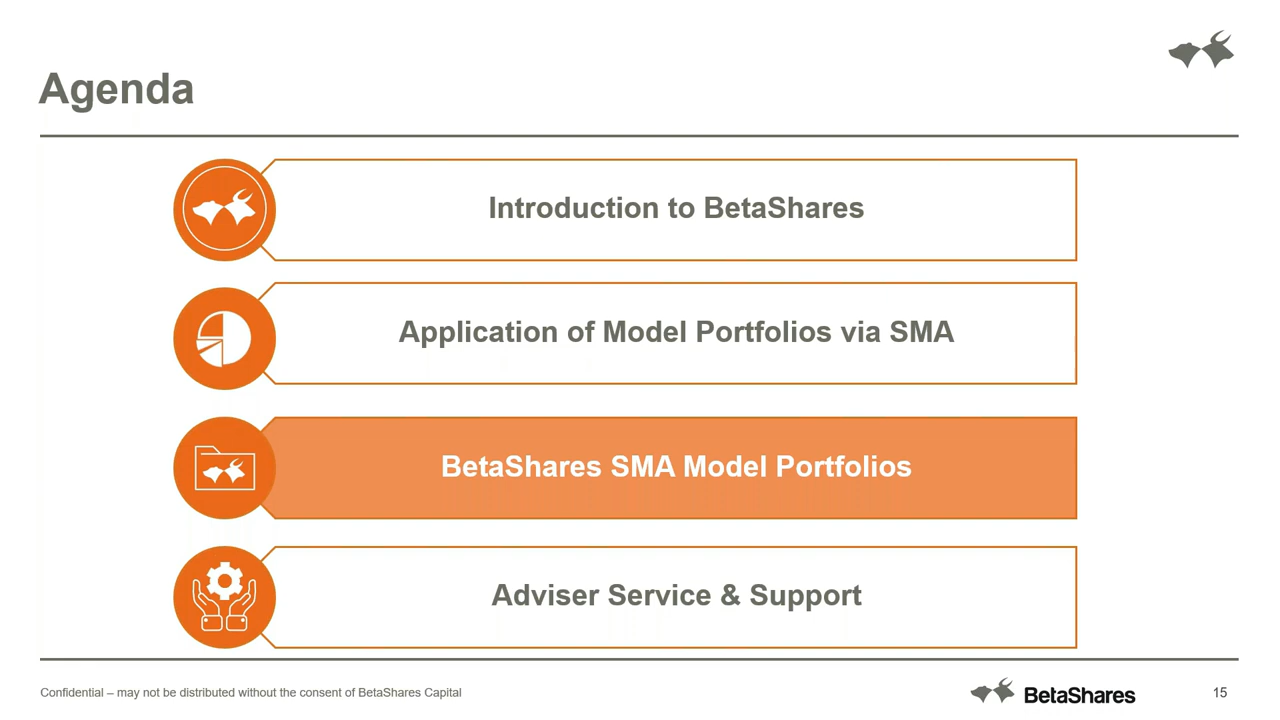 Agenda
Introduction to BetaShares
Application of Model Portfolios via SMA
BetaShares SMA Model Portfolios
Adviser Service & Support
Confidential – may not be distributed without the consent of BetaShares Capital
BetaShares
15